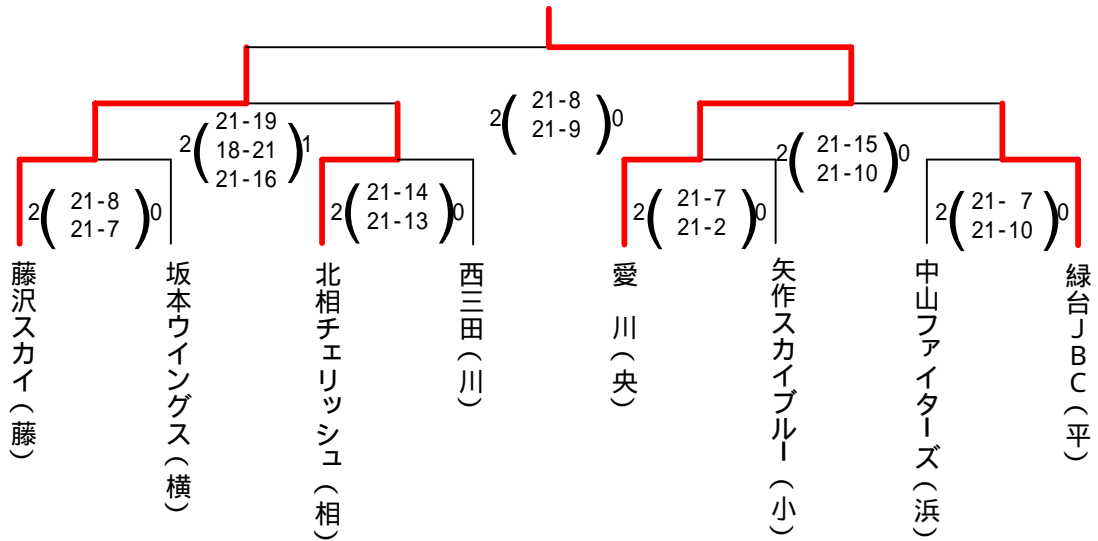 21-8
21-9
2( )0
21-19
18-21
21-16
2( )1
21-15
21-10
2( )0
21-8
21-7
2( )0
21-14
21-13
2( )0
21-7
21-2
2( )0
21- 7
21-10
2( )0
藤沢スカイ(藤)
坂本ウイングス(横)
北相チェリッシュ(相)
西三田(川)
愛 川(央)
矢作スカイブルー(小)
中山ファイターズ(浜)
緑台JBC(平)